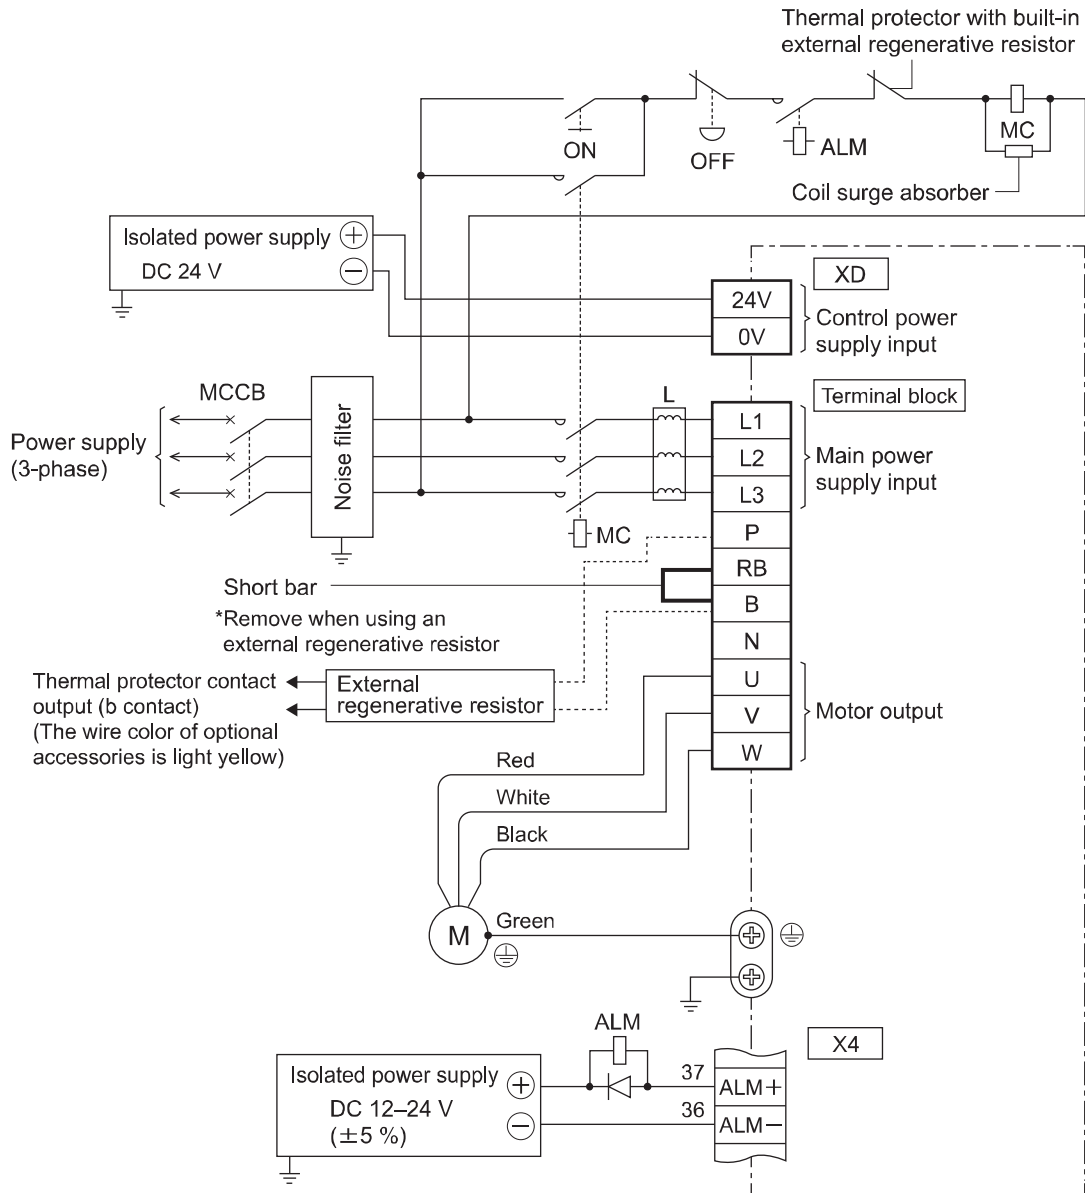 Thermal protector with built-in
external regenerative resistor
ON
OFF
ALM
MC
Coil surge absorber
Isolated power supply
DC 24 V
XD
24V
0V
Control power
supply input
MCCB
Noise filter
L
Terminal block
Power supply
(3-phase)
L1
L2
L3
Main power
supply input
MC
P
RB
B
N
U
V
W
Short bar
*Remove when using an
external regenerative resistor
Thermal protector contact
output (b contact)
(The wire color of optional
accessories is light yellow)
External
regenerative resistor
Motor output
Red
White
Black
M
Green
ALM
X4
Isolated power supply
DC 12–24 V
(±5 %)
37
ALM+
36
ALM−